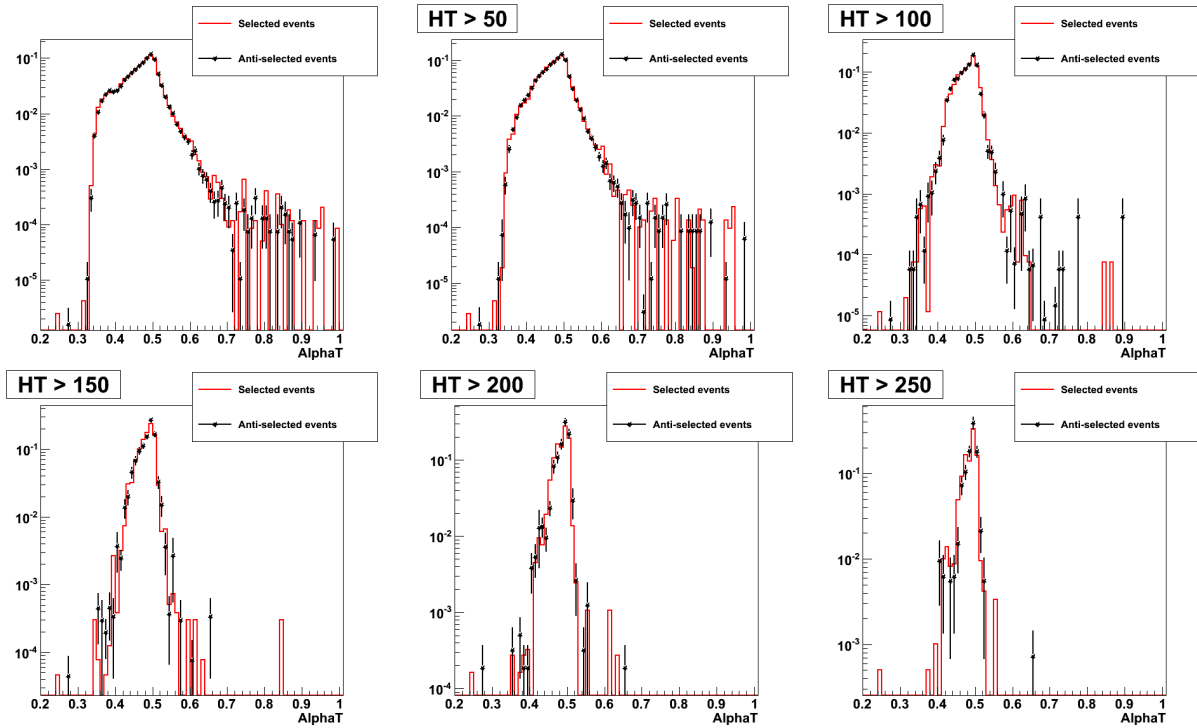 HT > 50
HT > 100
Selected events
Anti-selected events
Selected events
Anti-selected events
Selected events
Anti-selected events
10⁻¹
10⁻²
10⁻³
10⁻⁴
10⁻⁵
0.2 0.3 0.4 0.5 0.6 0.7 0.8 0.9 1
AlphaT
10⁻¹
10⁻²
10⁻³
10⁻⁴
10⁻⁵
0.2 0.3 0.4 0.5 0.6 0.7 0.8 0.9 1
AlphaT
10⁻¹
10⁻²
10⁻³
10⁻⁴
10⁻⁵
0.2 0.3 0.4 0.5 0.6 0.7 0.8 0.9 1
AlphaT
HT > 150
HT > 200
HT > 250
Selected events
Anti-selected events
Selected events
Anti-selected events
Selected events
Anti-selected events
10⁻¹
10⁻²
10⁻³
10⁻⁴
0.2 0.3 0.4 0.5 0.6 0.7 0.8 0.9 1
AlphaT
10⁻¹
10⁻²
10⁻³
10⁻⁴
0.2 0.3 0.4 0.5 0.6 0.7 0.8 0.9 1
AlphaT
10⁻¹
10⁻²
10⁻³
0.2 0.3 0.4 0.5 0.6 0.7 0.8 0.9 1
AlphaT